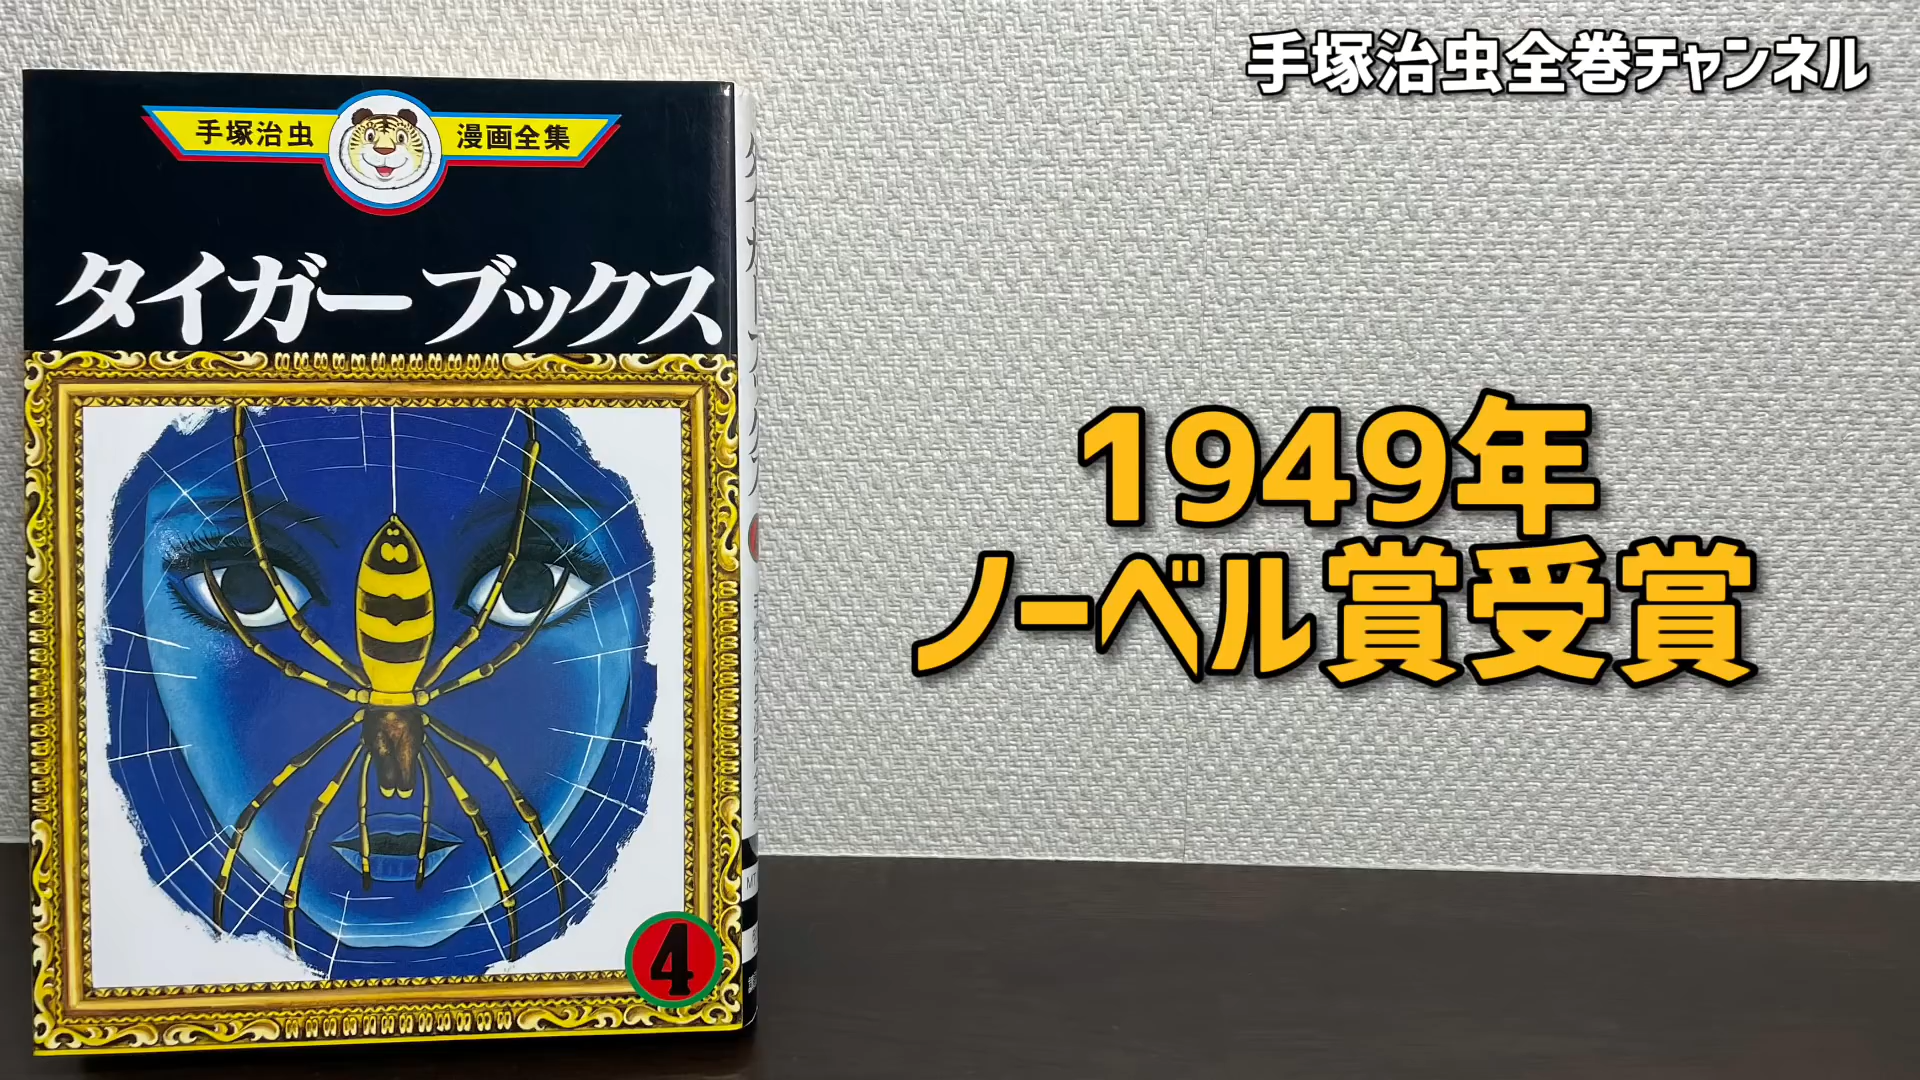 手塚治虫全巻チャンネル
手塚治虫 漫画全集
タイガーブックス
4
1949年
ノーベル賞受賞